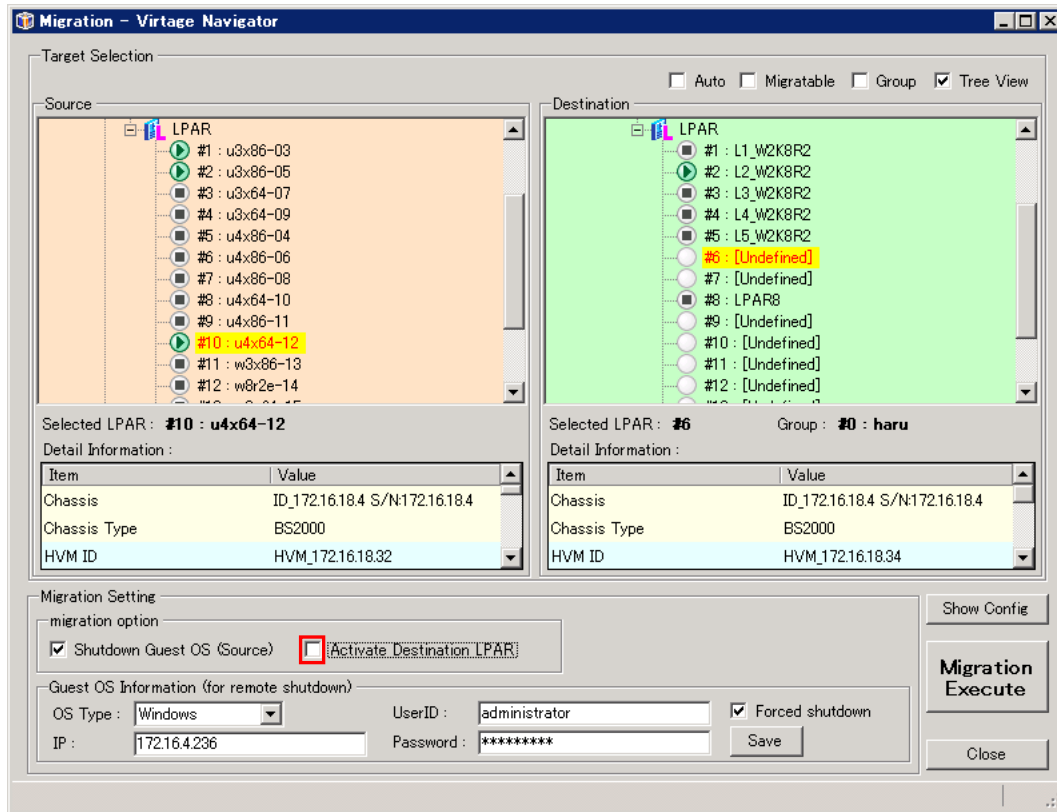 Migration - Virtage Navigator
Target Selection
Auto Migratable Group Tree View
Source
LPAR
#1 : u3x86-03
#2 : u3x86-05
#3 : u3x64-07
#4 : u3x64-09
#5 : u4x86-04
#6 : u4x86-06
#7 : u4x86-08
#8 : u4x64-10
#9 : u4x86-11
#10 : u4x64-12
#11 : w3x86-13
#12 : w8r2e-14
Selected LPAR : #10 : u4x64-12
Detail Information :
Item Value
Chassis ID_172.16.18.4 S/N:172.16.18.4
Chassis Type BS2000
HVM ID HVM_172.16.18.32
Destination
LPAR
#1 : L1_W2K8R2
#2 : L2_W2K8R2
#3 : L3_W2K8R2
#4 : L4_W2K8R2
#5 : L5_W2K8R2
#6 : [Undefined]
#7 : [Undefined]
#8 : LPAR8
#9 : [Undefined]
#10 : [Undefined]
#11 : [Undefined]
#12 : [Undefined]
Selected LPAR : #6 Group : #0 : haru
Detail Information :
Item Value
Chassis ID_172.16.18.4 S/N:172.16.18.4
Chassis Type BS2000
HVM ID HVM_172.16.18.34
Migration Setting
migration option
Shutdown Guest OS (Source) Activate Destination LPAR
Guest OS Information (for remote shutdown)
OS Type : Windows UserID : administrator Forced shutdown
IP : 172.16.4.236 Password : ********* Save
Show Config
Migration
Execute
Close